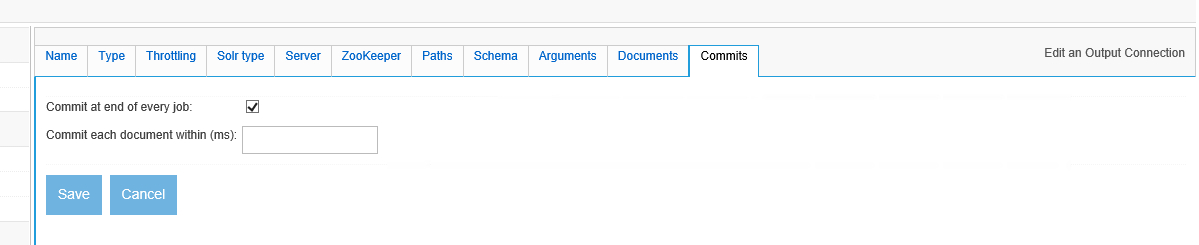 Name Type Throttling Solr type Server ZooKeeper Paths Schema Arguments Documents Commits Edit an Output Connection
Commit at end of every job:
Commit each document within (ms):
Save Cancel